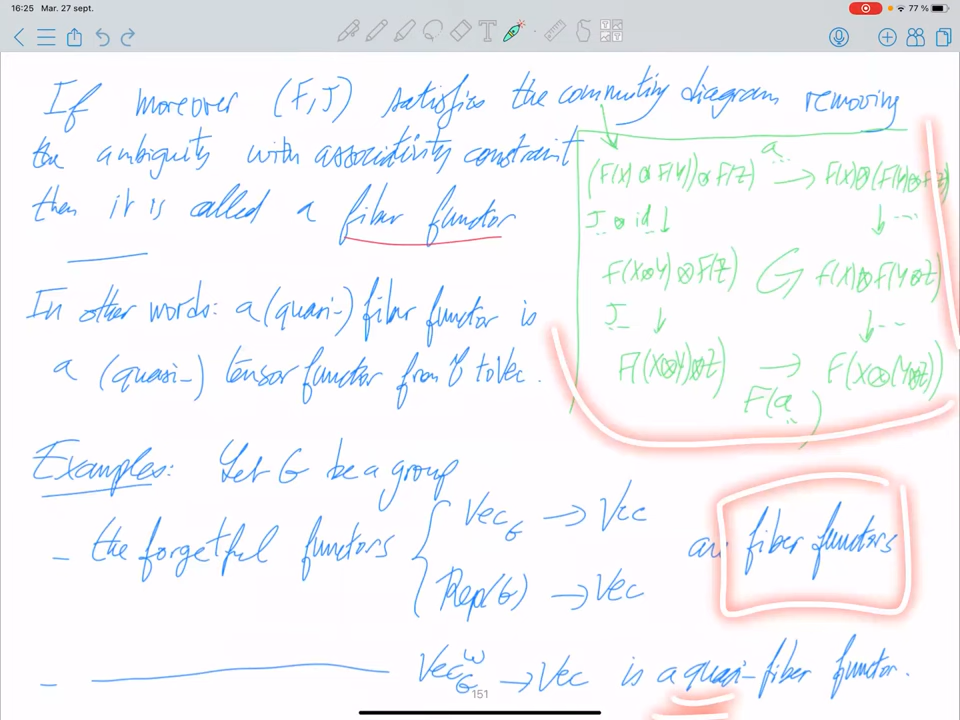 16:25 Mar. 27 sept.
77 %
If moreover (F,J) satisfies the commuting diagram removing
the ambiguity with associativity constraint
then it is called a fiber functor
a..
(F(X) ⊗ F(Y)) ⊗ F(Z) → F(X)⊗(F(Y)⊗F(Z))
J.. ⊗ id.. ↓ ↓ ...
F(X⊗Y) ⊗ F(Z) F(X)⊗F(Y⊗Z)
J.. ↓ ↓ ...
F((X⊗Y)⊗Z) → F(X⊗(Y⊗Z))
F(a..)
In other words: a (quasi-) fiber functor is
a (quasi-) tensor functor from C to Vec.
Examples: Let G be a group
- the forgetful functors { Vec_G → Vec
Rep(G) → Vec
are fiber functors
- ———— Vec_G^ω → Vec is a quasi-fiber functor.
151